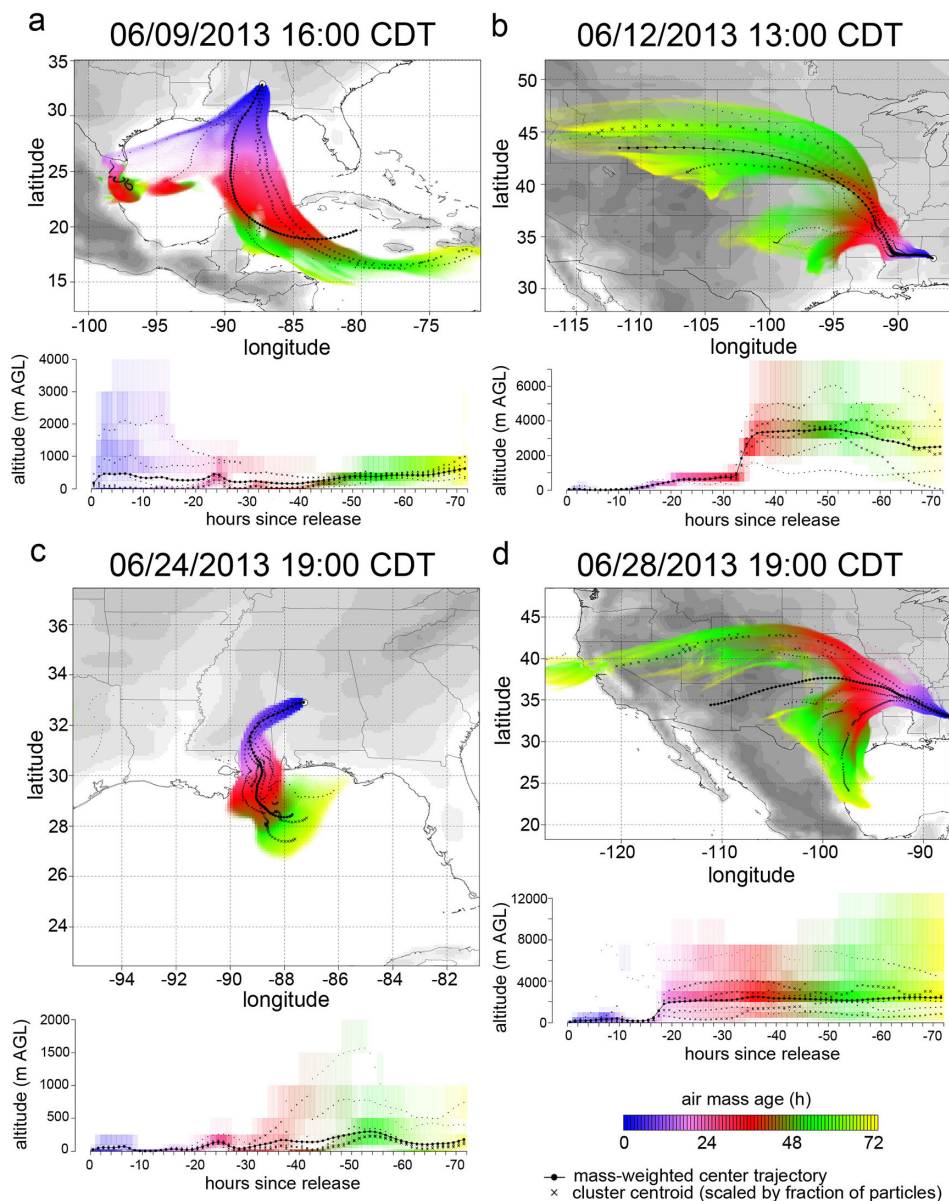 a
06/09/2013 16:00 CDT
35
30
25
20
15
latitude
-100 -95 -90 -85 -80 -75
longitude
4000
3000
2000
1000
0
altitude (m AGL)
0 -10 -20 -30 -40 -50 -60 -70
hours since release
b
06/12/2013 13:00 CDT
50
45
40
35
30
latitude
-115 -110 -105 -100 -95 -90
longitude
6000
4000
2000
0
altitude (m AGL)
0 -10 -20 -30 -40 -50 -60 -70
hours since release
c
06/24/2013 19:00 CDT
36
34
32
30
28
26
24
latitude
-94 -92 -90 -88 -86 -84 -82
longitude
2000
1500
1000
500
0
altitude (m AGL)
0 -10 -20 -30 -40 -50 -60 -70
hours since release
d
06/28/2013 19:00 CDT
45
40
35
30
25
20
latitude
-120 -110 -100 -90
longitude
12000
8000
4000
2000
0
altitude (m AGL)
0 -10 -20 -30 -40 -50 -60 -70
hours since release
air mass age (h)
0 24 48 72
mass-weighted center trajectory
× cluster centroid (scaled by fraction of particles)